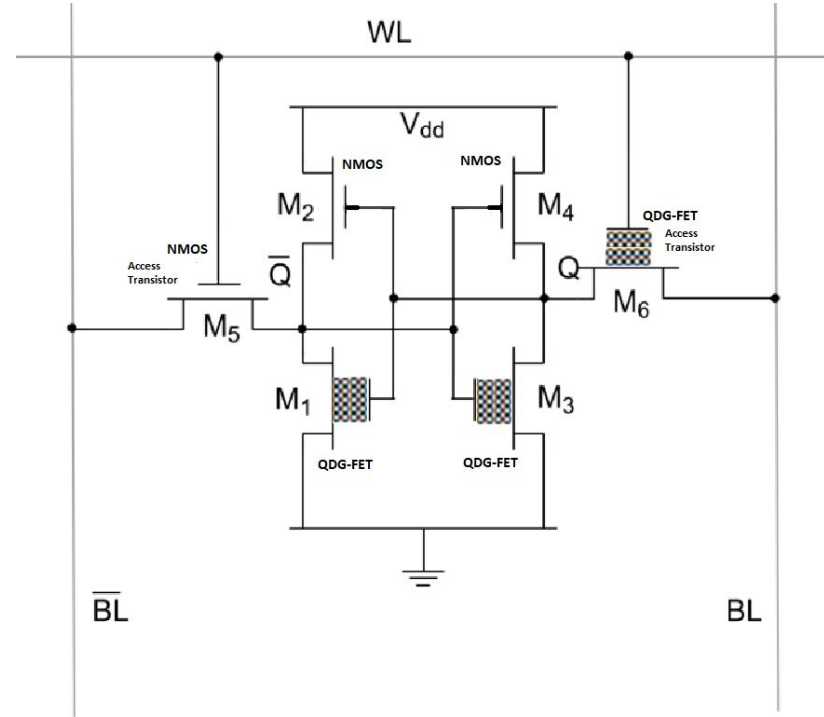 WL
Vdd
NMOS
NMOS
M2
M4
QDG-FET
Access
Transistor
NMOS
Access
Transistor
Q̅
Q
M5
M6
M1
M3
QDG-FET
QDG-FET
B̅L̅
BL